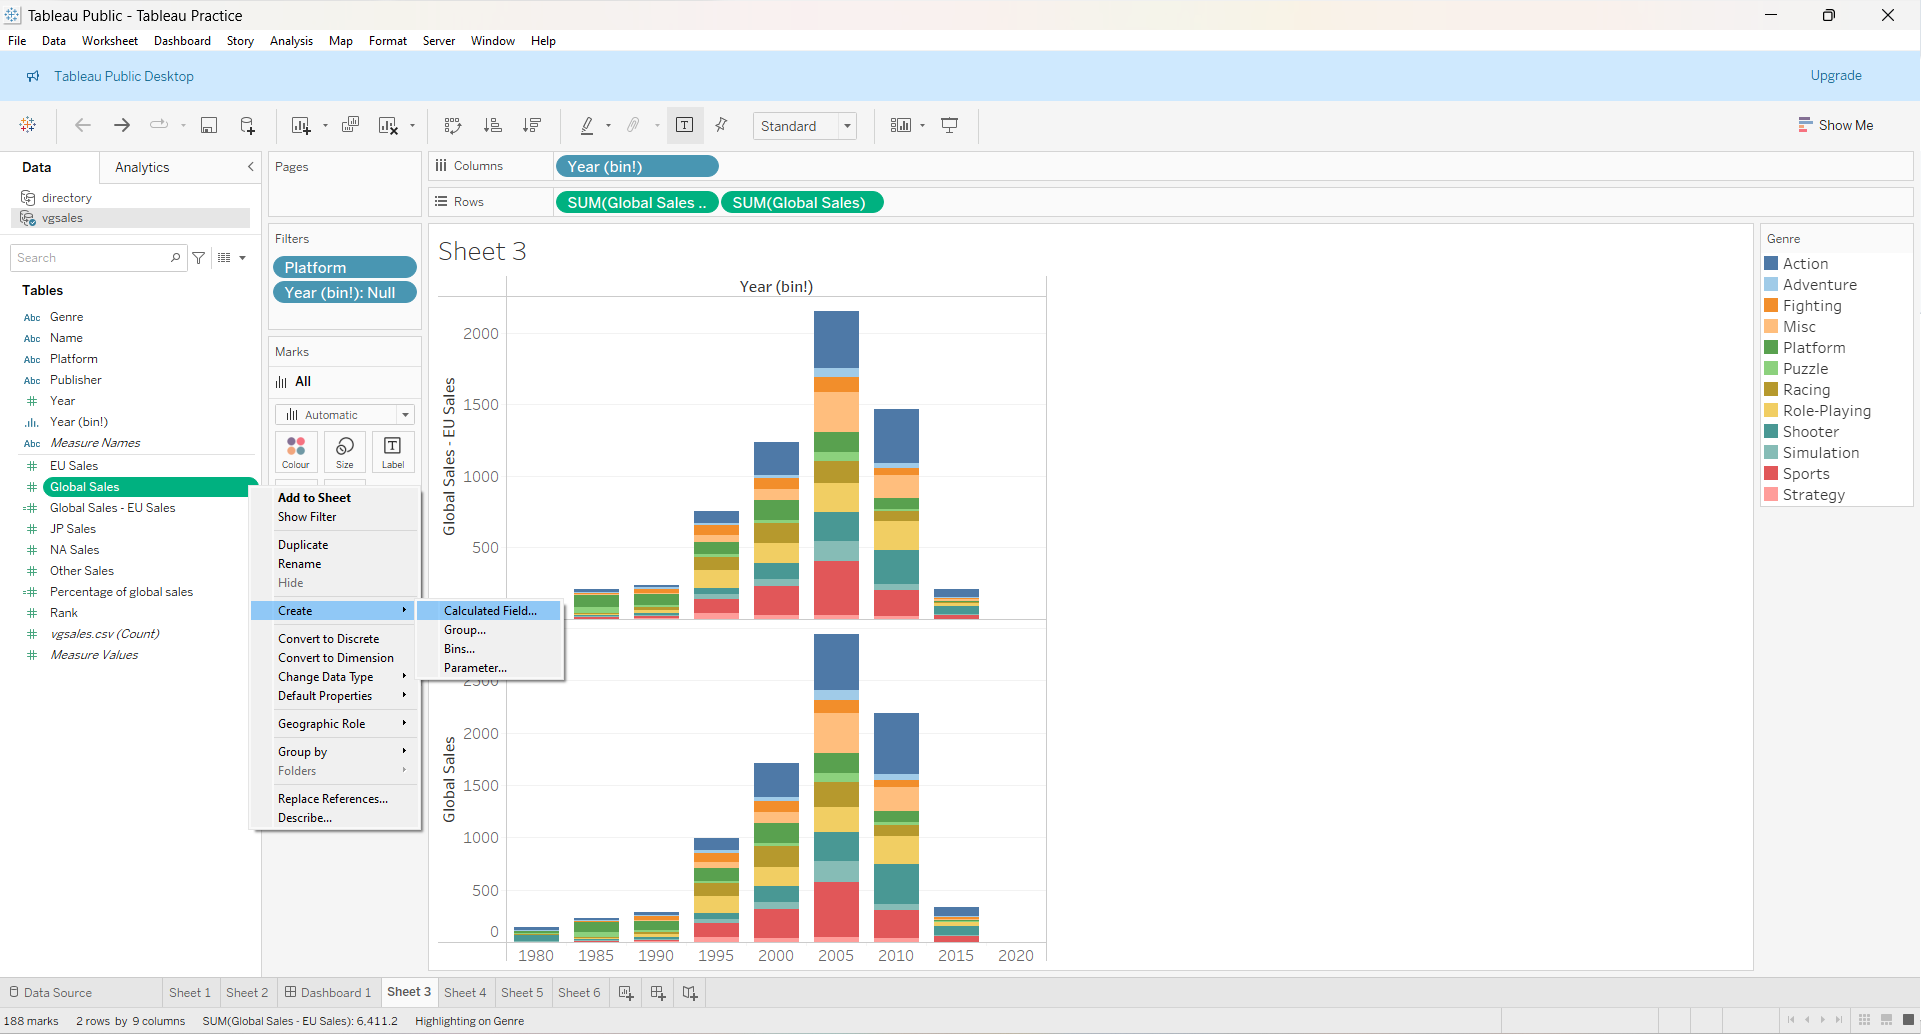 Tableau Public - Tableau Practice
File Data Worksheet Dashboard Story Analysis Map Format Server Window Help
Tableau Public Desktop
Upgrade
Standard
Show Me
Data
Analytics
directory
vgsales
Search
Tables
Abc Genre
Abc Name
Abc Platform
Abc Publisher
Year
Year (bin!)
Abc Measure Names
EU Sales
Global Sales
Global Sales - EU Sales
JP Sales
NA Sales
Other Sales
Percentage of global sales
Rank
vgsales.csv (Count)
Measure Values
Pages
Filters
Platform
Year (bin!): Null
Marks
All
Automatic
Colour
Size
Label
Add to Sheet
Show Filter
Duplicate
Rename
Hide
Create
Convert to Discrete
Convert to Dimension
Change Data Type
Default Properties
Geographic Role
Group by
Folders
Replace References...
Describe...
Calculated Field...
Group...
Bins...
Parameter...
Columns
Year (bin!)
Rows
SUM(Global Sales ..
SUM(Global Sales)
Sheet 3
Year (bin!)
Global Sales - EU Sales
2000
1500
1000
500
Global Sales
2500
2000
1500
1000
500
0
1980 1985 1990 1995 2000 2005 2010 2015 2020
Genre
Action
Adventure
Fighting
Misc
Platform
Puzzle
Racing
Role-Playing
Shooter
Simulation
Sports
Strategy
Data Source Sheet 1 Sheet 2 Dashboard 1 Sheet 3 Sheet 4 Sheet 5 Sheet 6
188 marks 2 rows by 9 columns SUM(Global Sales - EU Sales): 6,411.2 Highlighting on Genre